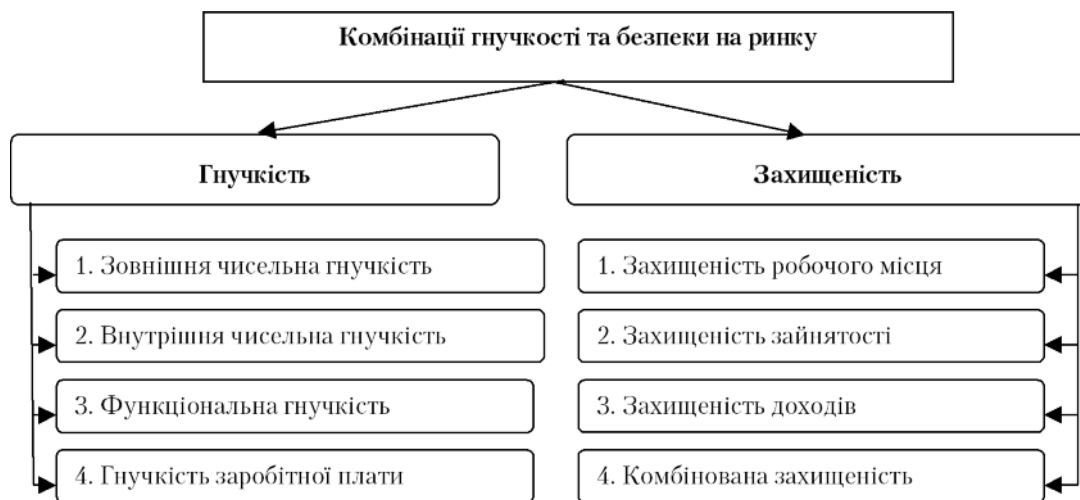 Комбінації гнучкості та безпеки на ринку
Гнучкість
1. Зовнішня чисельна гнучкість
2. Внутрішня чисельна гнучкість
3. Функціональна гнучкість
4. Гнучкість заробітної плати
Захищеність
1. Захищеність робочого місця
2. Захищеність зайнятості
3. Захищеність доходів
4. Комбінована захищеність